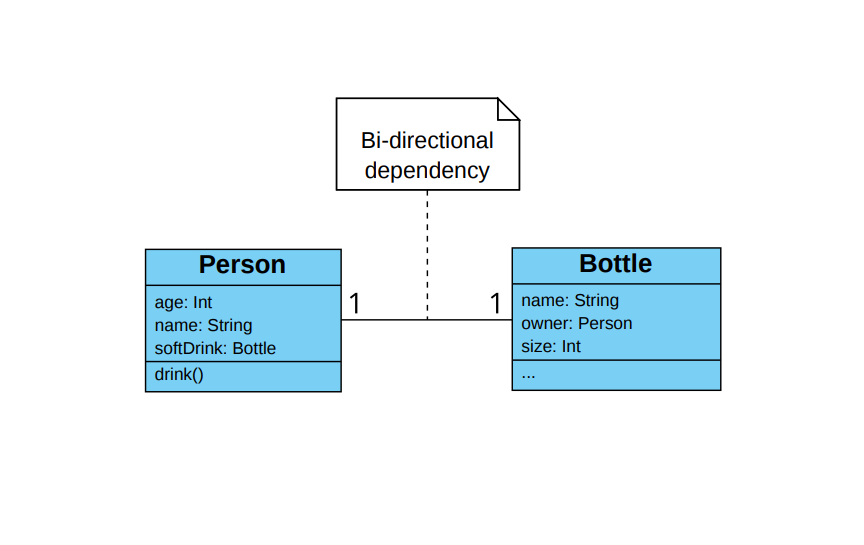 Bi-directional
dependency
Person
age: Int
name: String
softDrink: Bottle
drink()
1
1
Bottle
name: String
owner: Person
size: Int
...